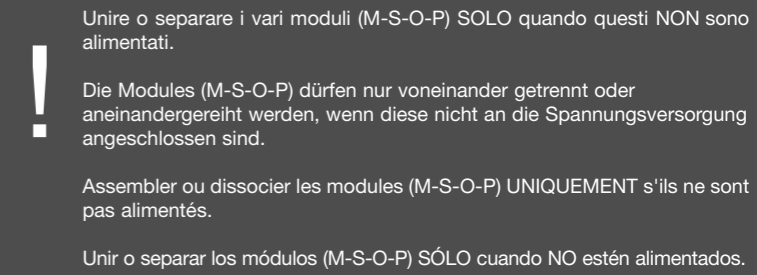 !
Unire o separare i vari moduli (M-S-O-P) SOLO quando questi NON sono
alimentati.
Die Modules (M-S-O-P) dürfen nur voneinander getrennt oder
aneinandergereiht werden, wenn diese nicht an die Spannungsversorgung
angeschlossen sind.
Assembler ou dissocier les modules (M-S-O-P) UNIQUEMENT s'ils ne sont
pas alimentés.
Unir o separar los módulos (M-S-O-P) SÓLO cuando NO estén alimentados.